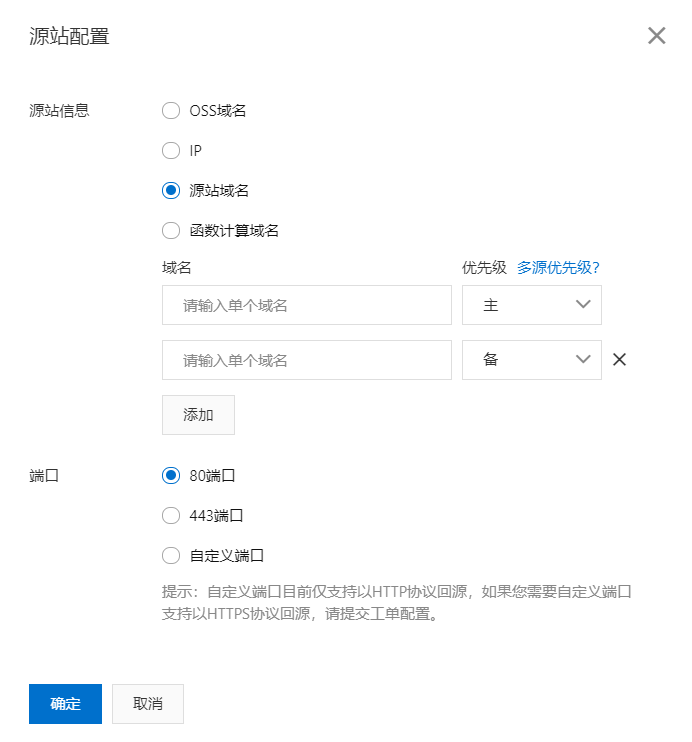 源站配置
源站信息
OSS域名
IP
源站域名
函数计算域名
域名 优先级 多源优先级?
请输入单个域名 主
请输入单个域名 备
添加
端口
80端口
443端口
自定义端口
提示：自定义端口目前仅支持以HTTP协议回源，如果您需要自定义端口
支持以HTTPS协议回源，请提交工单配置。
确定 取消